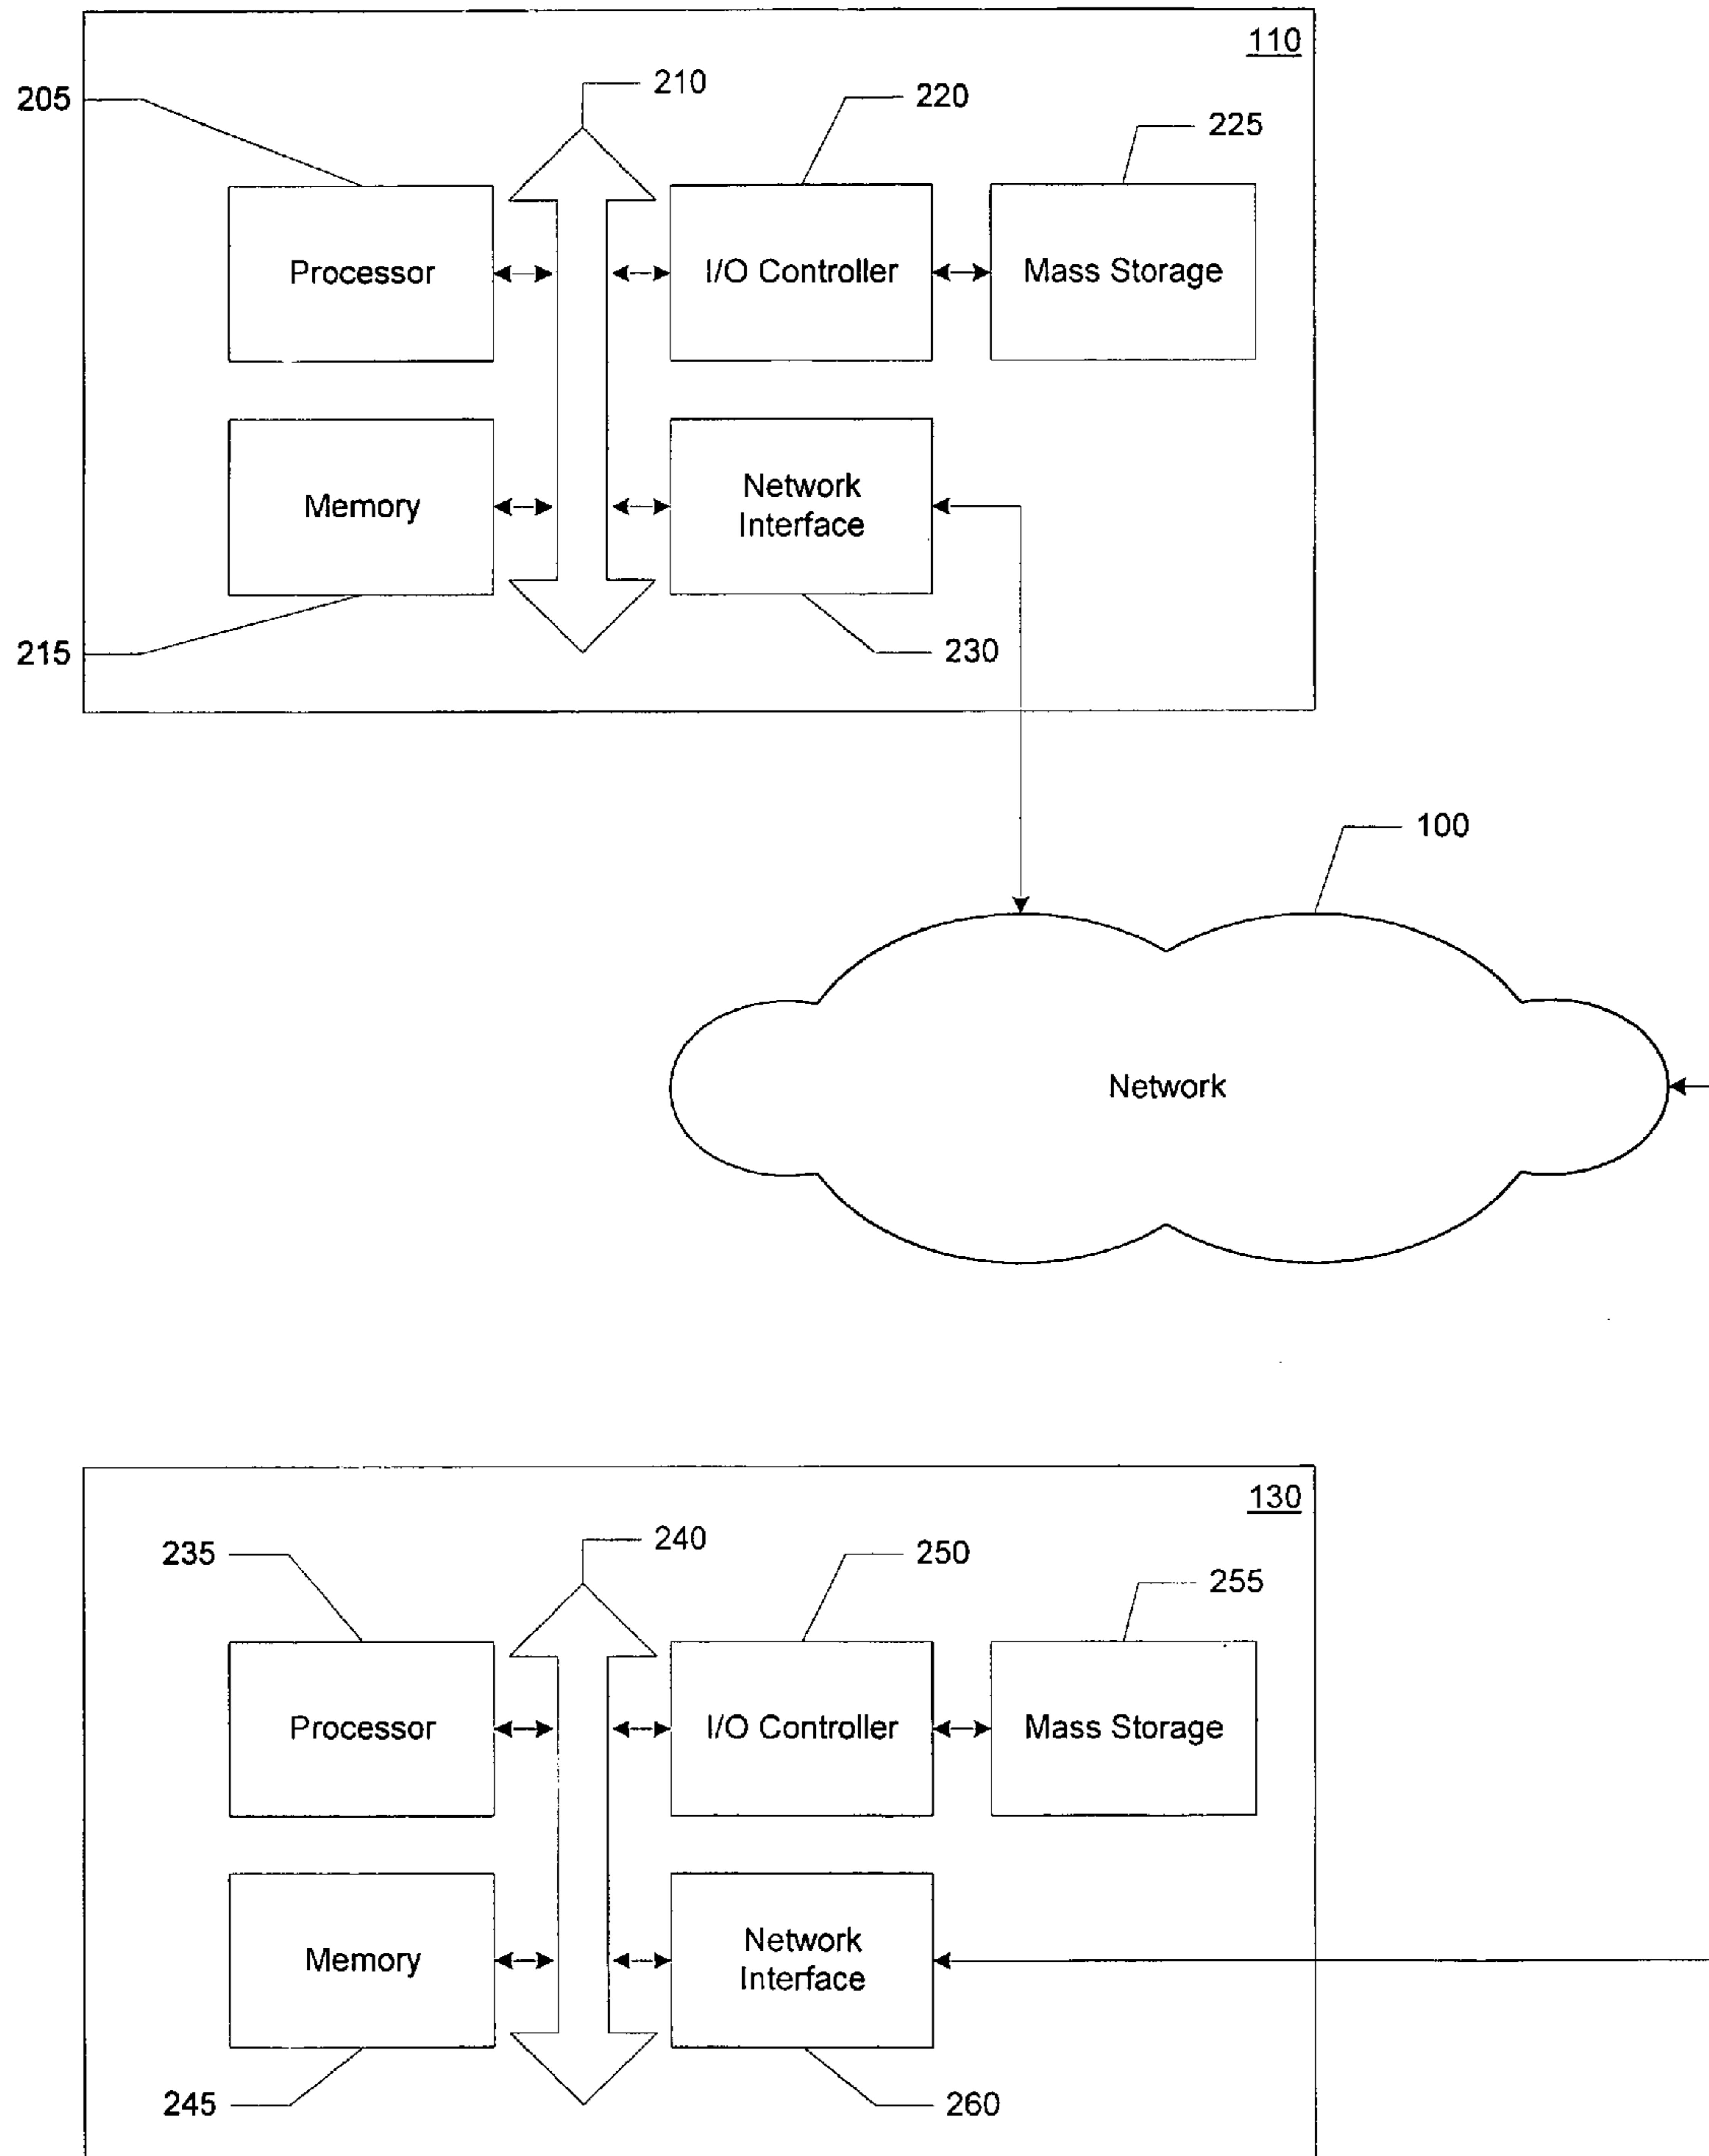 110
205
210
220
225
Processor
I/O Controller
Mass Storage
Memory
Network
Interface
215
230
100
Network
130
235
240
250
255
Processor
I/O Controller
Mass Storage
Memory
Network
Interface
245
260